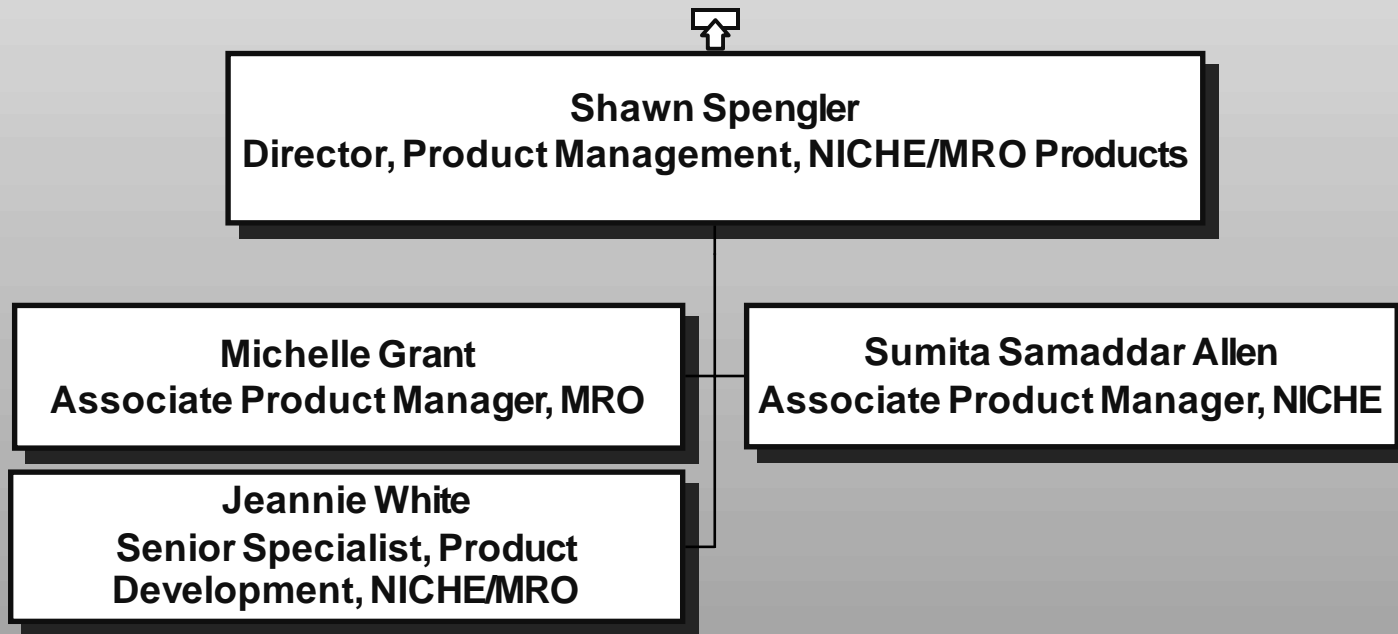 Shawn Spengler
Director, Product Management, NICHE/MRO Products
Michelle Grant
Associate Product Manager, MRO
Sumita Samaddar Allen
Associate Product Manager, NICHE
Jeannie White
Senior Specialist, Product
Development, NICHE/MRO